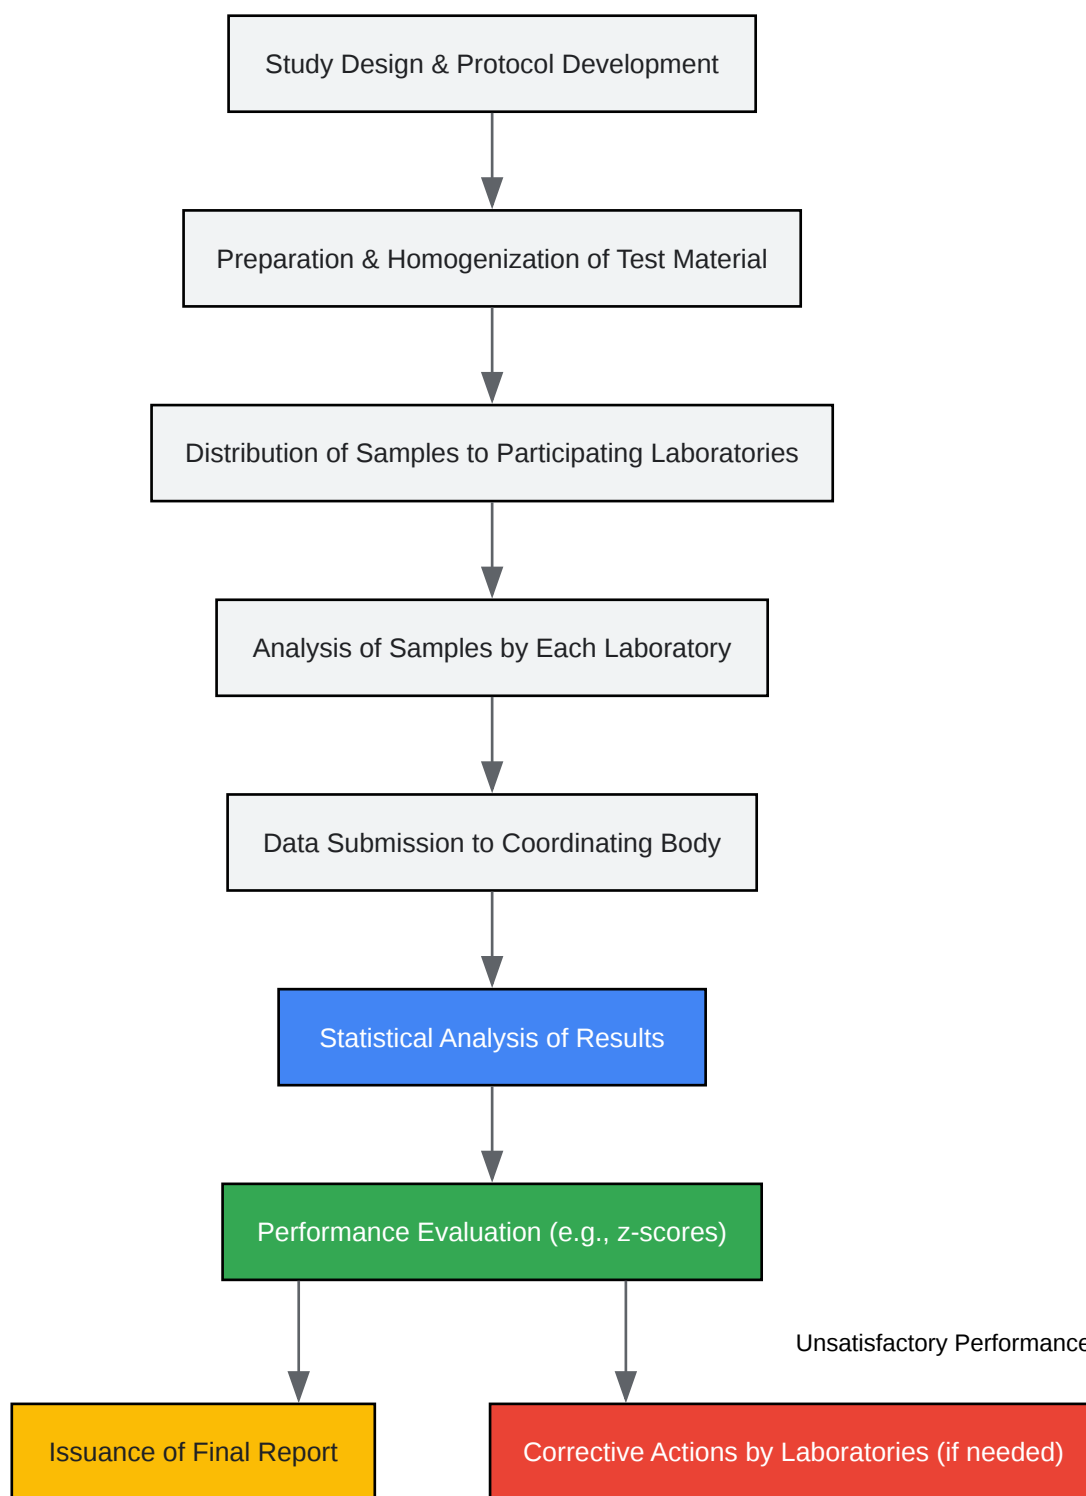 Study Design & Protocol Development
Preparation & Homogenization of Test Material
Distribution of Samples to Participating Laboratories
Analysis of Samples by Each Laboratory
Data Submission to Coordinating Body
Statistical Analysis of Results
Performance Evaluation (e.g., z-scores)
Unsatisfactory Performance
Issuance of Final Report
Corrective Actions by Laboratories (if needed)